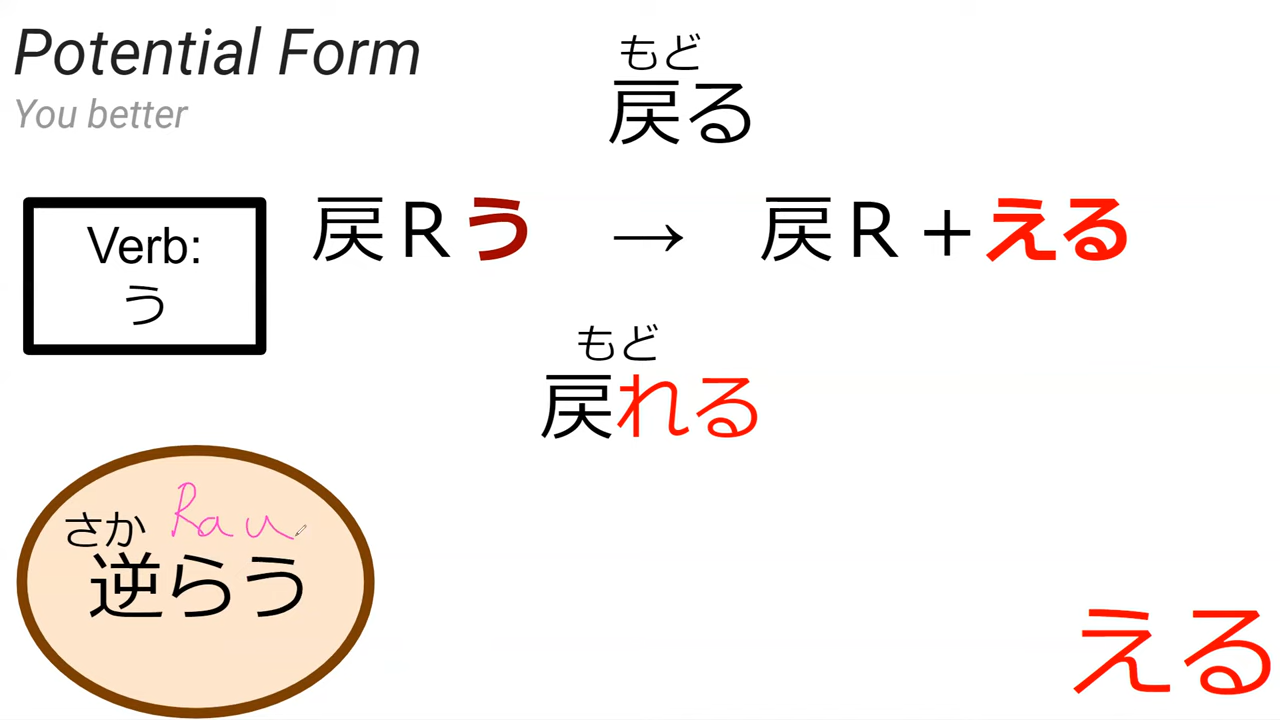 Potential Form
You better
もど
戻る
Verb:
う
戻Rう → 戻R+える
もど
戻れる
さか Rau
逆らう
える